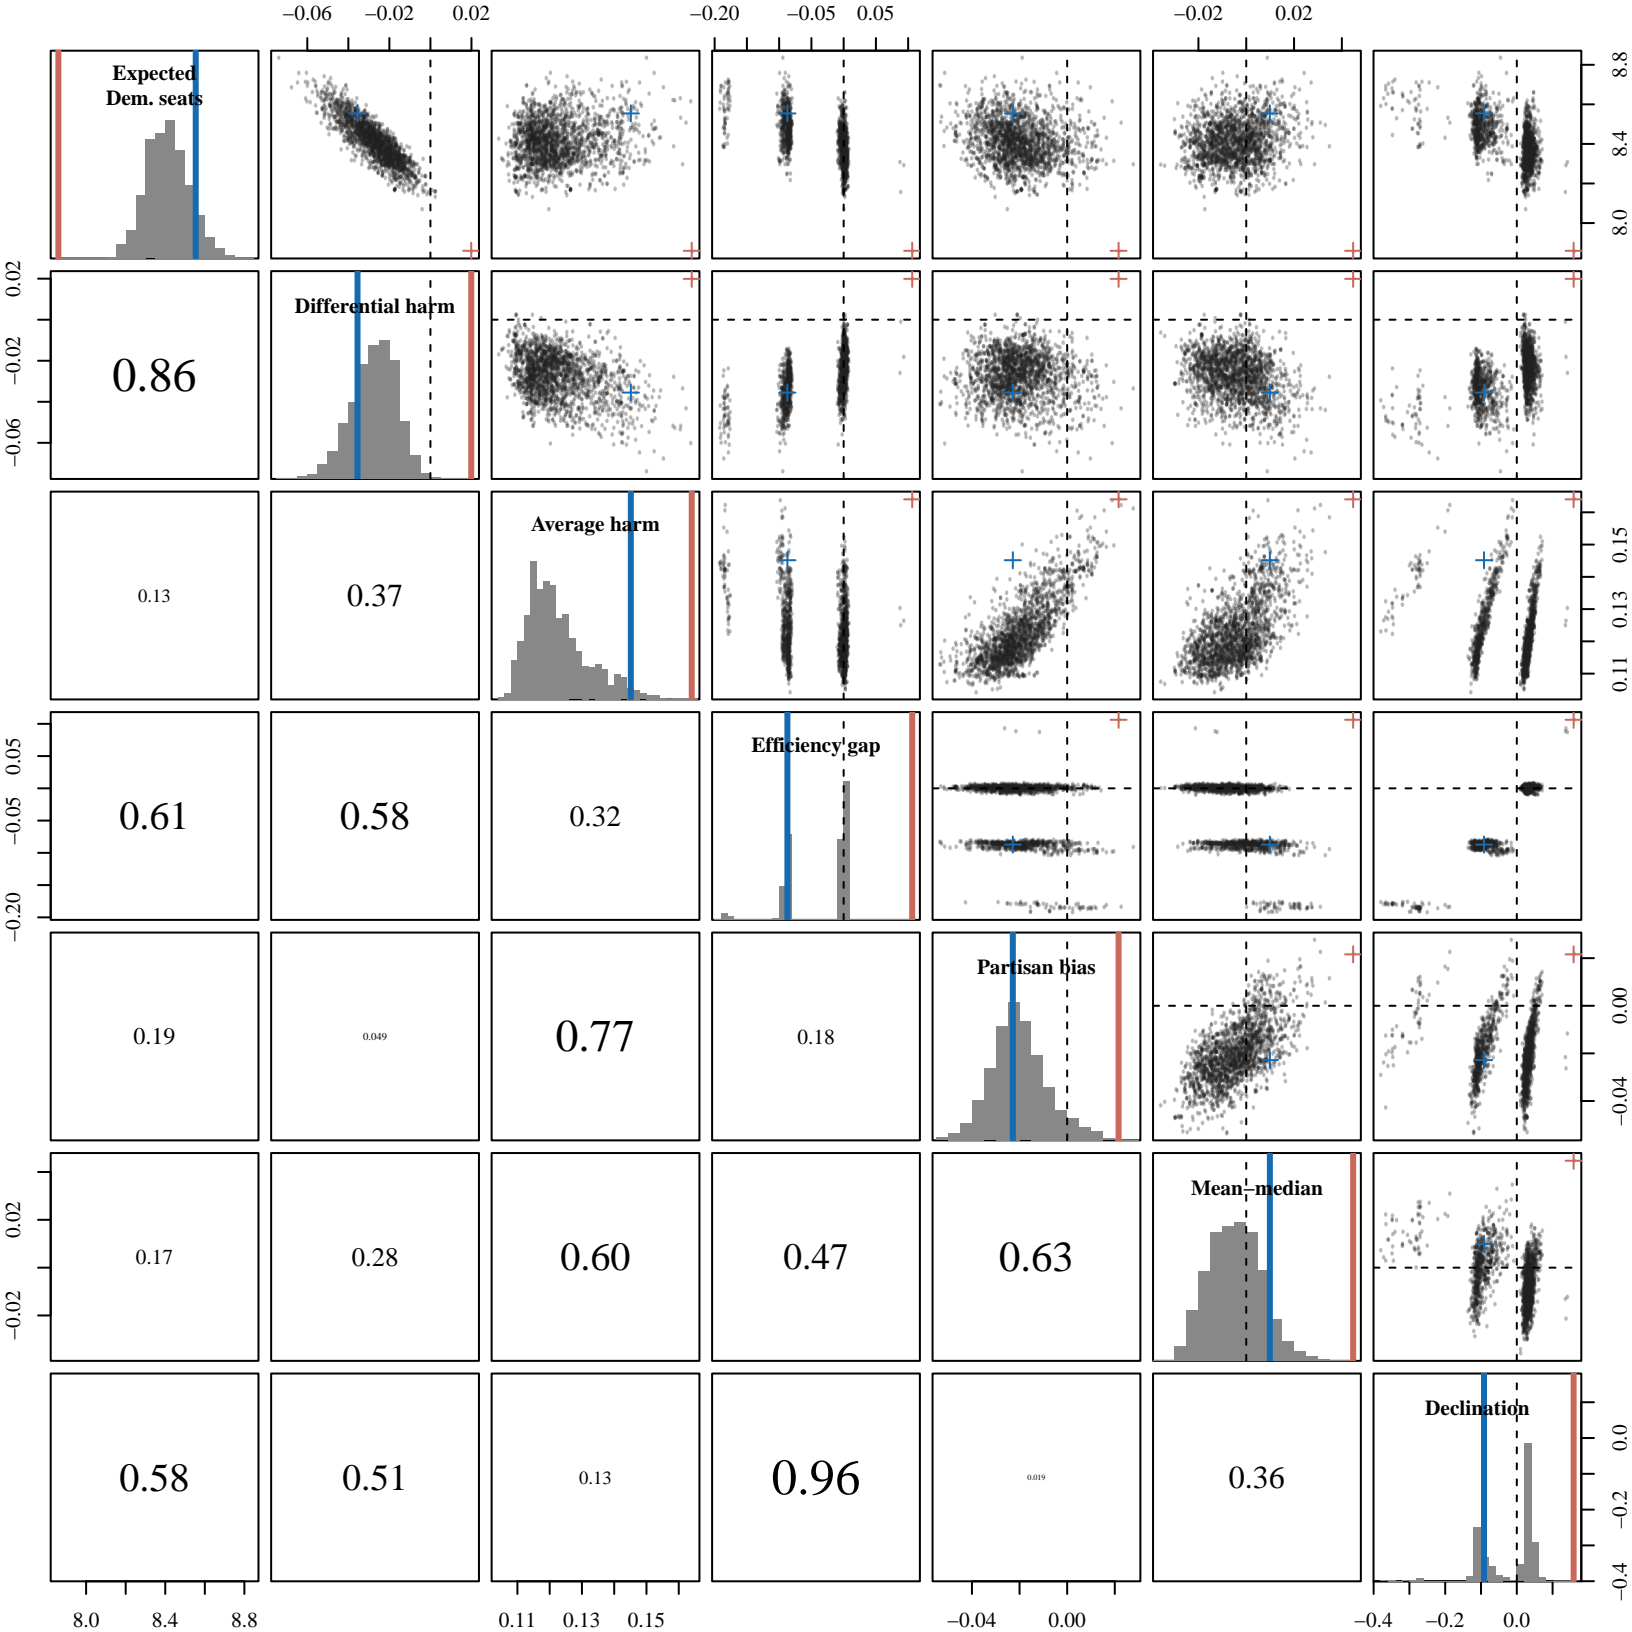 −0.06 −0.02 0.02 −0.20 −0.05 0.05 −0.02 0.02
Expected
Dem. seats
8.0 8.4 8.8
−0.06 −0.02 0.02
0.86
Differential harm
0.13
0.37
Average harm
0.11 0.13 0.15
−0.20 −0.05 0.05
0.61
0.58
0.32
Efficiency gap
0.19
0.049
0.77
0.18
Partisan bias
−0.04 0.00
−0.02 0.02
0.17
0.28
0.60
0.47
0.63
Mean−median
0.58
0.51
0.13
0.96
0.019
0.36
Declination
−0.4 −0.2 0.0
8.0 8.4 8.8 0.11 0.13 0.15 −0.04 0.00 −0.4 −0.2 0.0